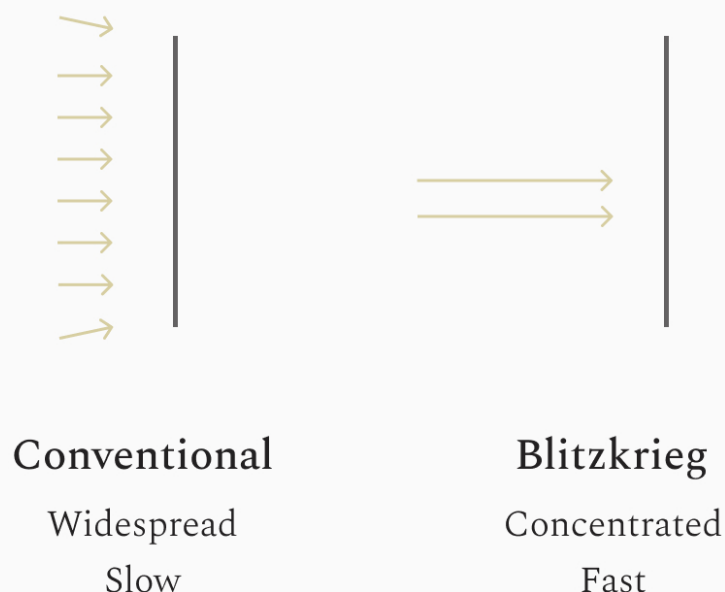 Conventional
Widespread
Slow
Blitzkrieg
Concentrated
Fast